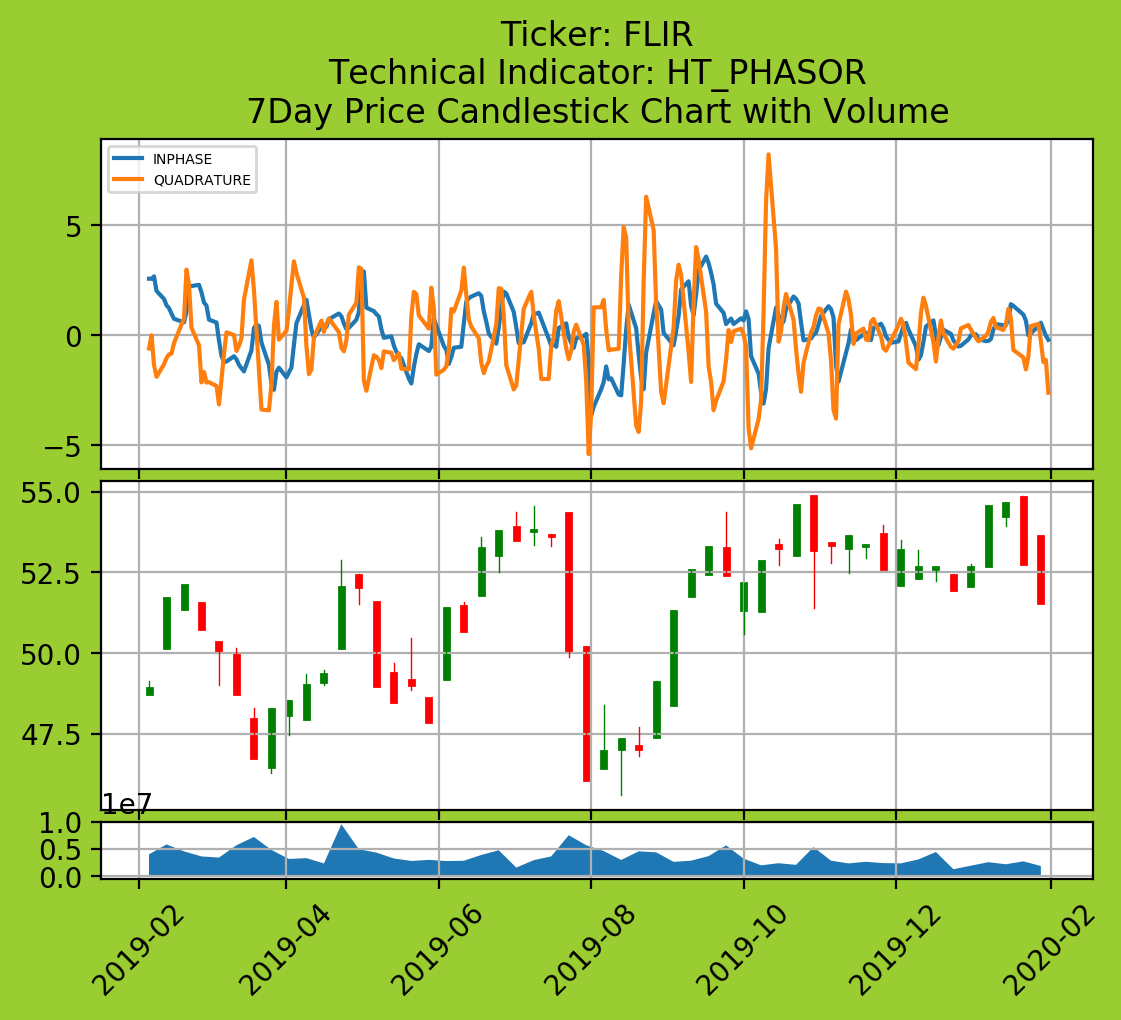 Ticker: FLIR
Technical Indicator: HT_PHASOR
7Day Price Candlestick Chart with Volume
INPHASE
QUADRATURE
5
0
−5
55.0
52.5
50.0
47.5
1e7
1.0
0.5
0.0
2019-02
2019-04
2019-06
2019-08
2019-10
2019-12
2020-02